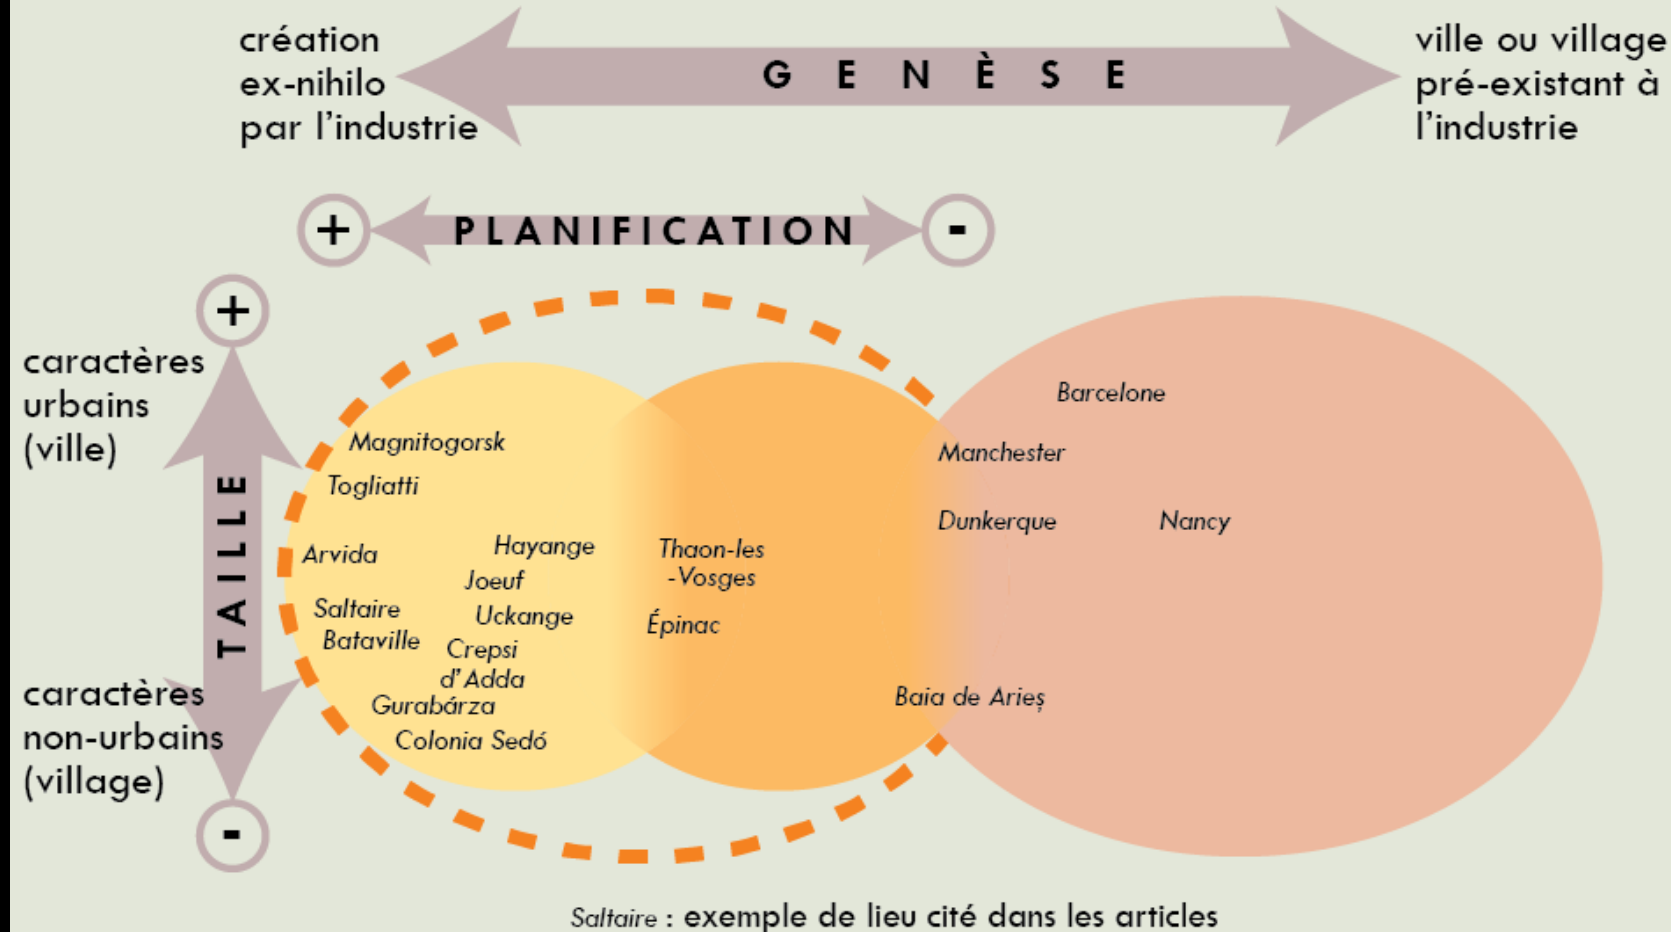 création
ex-nihilo
par l'industrie
GENÈSE
ville ou village
pré-existant à
l'industrie
+
PLANIFICATION
-
+
caractères
urbains
(ville)
TAILLE
caractères
non-urbains
(village)
-
Magnitogorsk
Togliatti
Arvida
Hayange
Joeuf
Saltaire
Uckange
Bataville
Crepsi
d'Adda
Gurabárza
Colonia Sedó
Thaon-les
-Vosges
Épinac
Barcelone
Manchester
Dunkerque
Nancy
Baia de Arieș
Saltaire : exemple de lieu cité dans les articles